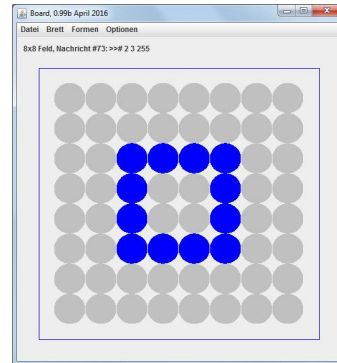 Board, 0.99b April 2016
Datei Brett Formen Optionen
8x8 Feld, Nachricht #73: >># 2 3 255